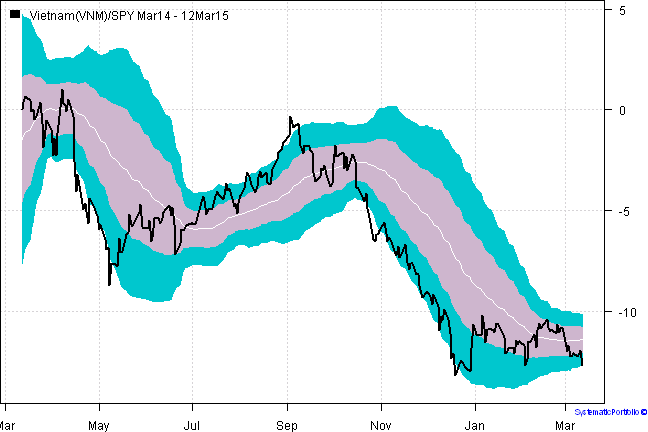 Vietnam(VNM)/SPY Mar14 - 12Mar15
5
0
-5
-10
Mar May Jul Sep Nov Jan Mar
SystematicPortfolio ©